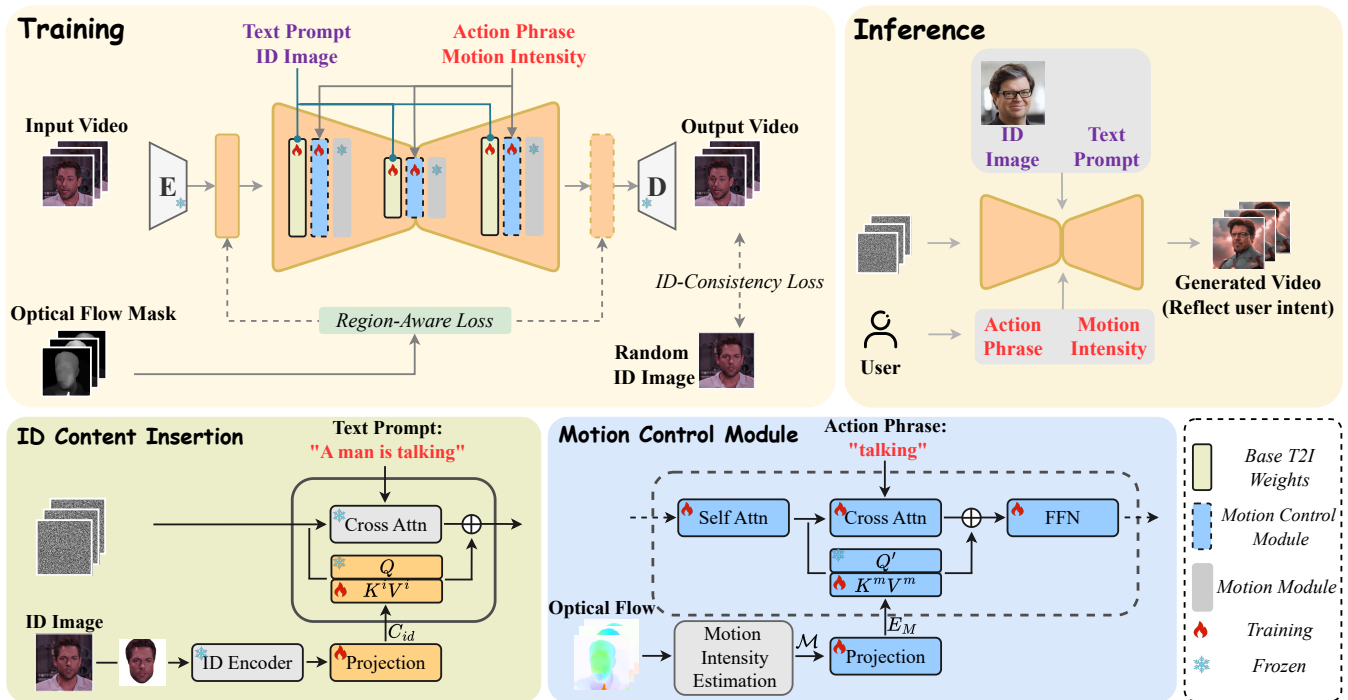 Training
Text Prompt
ID Image
Action Phrase
Motion Intensity
Input Video
E
D
Output Video
ID-Consistency Loss
Region-Aware Loss
Optical Flow Mask
Random
ID Image
Inference
ID
Image
Text
Prompt
Generated Video
(Reflect user intent)
User
Action
Phrase
Motion
Intensity
ID Content Insertion
Text Prompt:
"A man is talking"
Cross Attn
Q
K^i V^i
C_{id}
ID Image
ID Encoder
Projection
Motion Control Module
Action Phrase:
"talking"
Self Attn
Cross Attn
FFN
Q'
K^m V^m
E_M
Optical Flow
Motion
Intensity
Estimation
M
Projection
Base T2I
Weights
Motion Control
Module
Motion Module
Training
Frozen